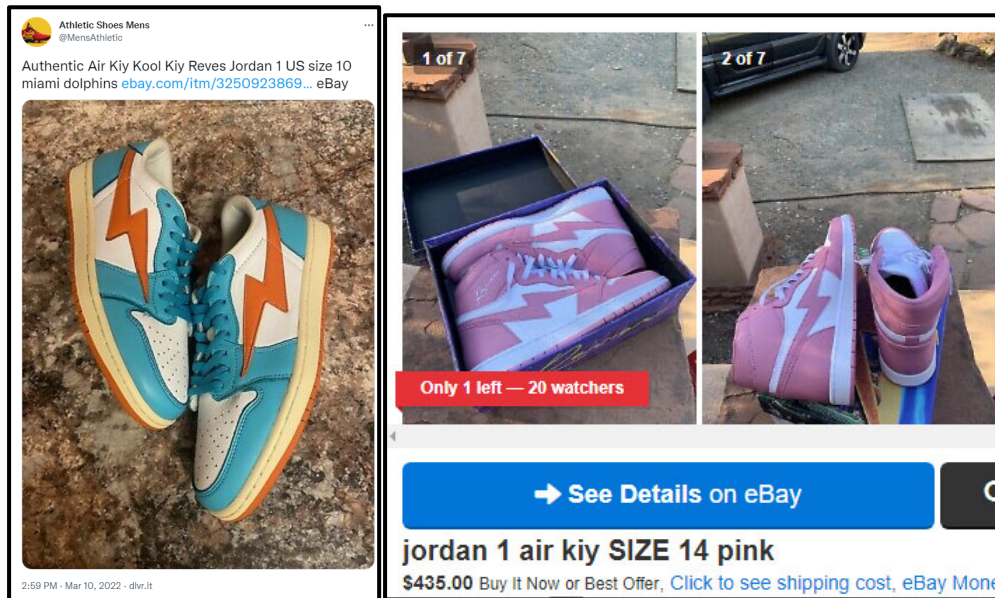 Athletic Shoes Mens
@MensAthletic
Authentic Air Kiy Kool Kiy Reves Jordan 1 US size 10
miami dolphins ebay.com/itm/3250923869... eBay
2:59 PM · Mar 10, 2022 · dlvr.it
1 of 7
2 of 7
Only 1 left — 20 watchers
See Details on eBay
jordan 1 air kiy SIZE 14 pink
$435.00 Buy It Now or Best Offer, Click to see shipping cost, eBay Mone